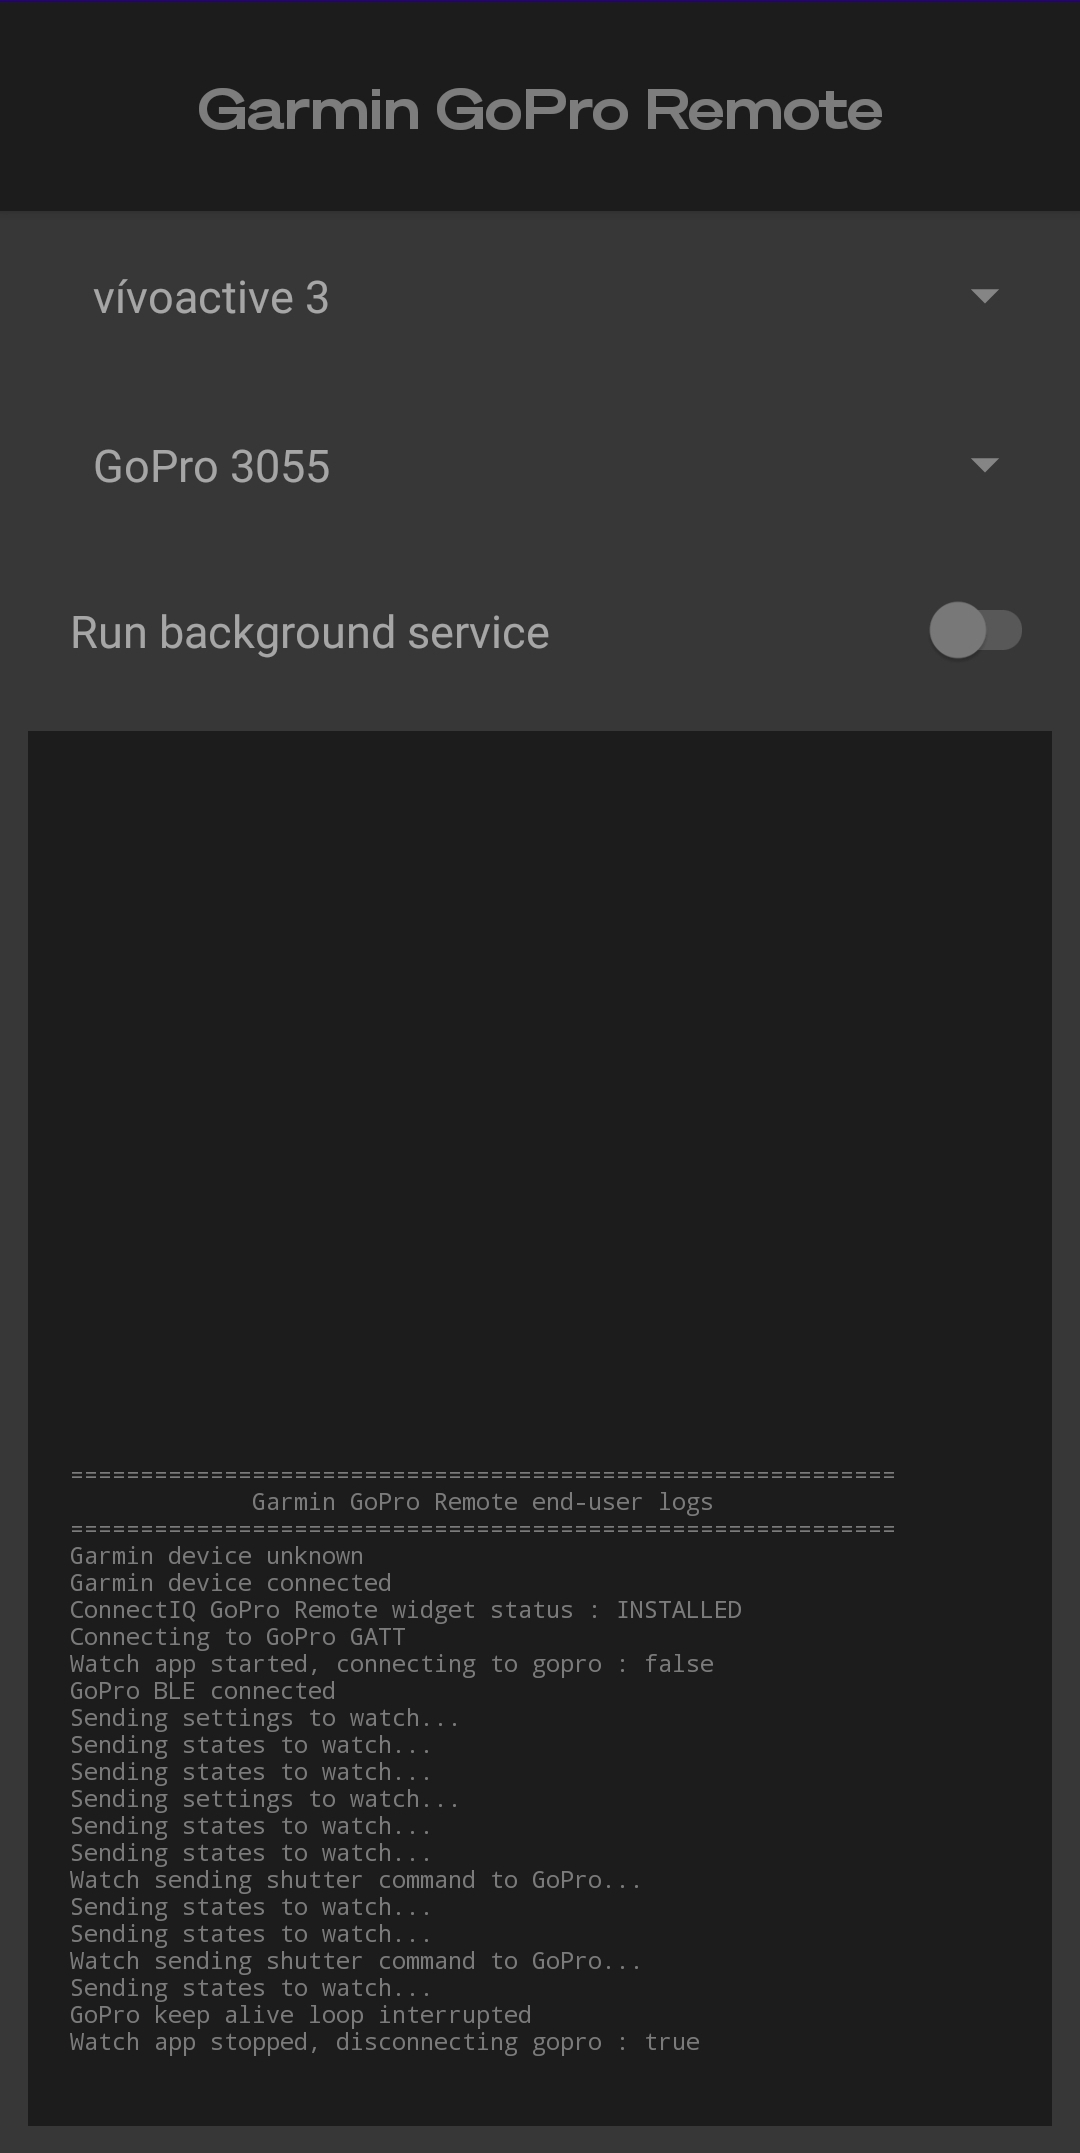 Garmin GoPro Remote
vívoactive 3
GoPro 3055
Run background service
===========================================================
Garmin GoPro Remote end-user logs
===========================================================
Garmin device unknown
Garmin device connected
ConnectIQ GoPro Remote widget status : INSTALLED
Connecting to GoPro GATT
Watch app started, connecting to gopro : false
GoPro BLE connected
Sending settings to watch...
Sending states to watch...
Sending states to watch...
Sending settings to watch...
Sending states to watch...
Sending states to watch...
Watch sending shutter command to GoPro...
Sending states to watch...
Sending states to watch...
Watch sending shutter command to GoPro...
Sending states to watch...
GoPro keep alive loop interrupted
Watch app stopped, disconnecting gopro : true